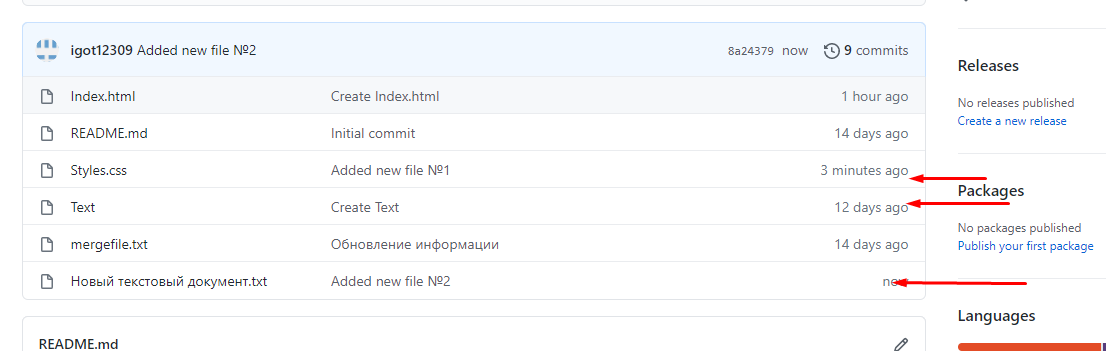 igot12309 Added new file №2 8a24379 now 9 commits
Index.html Create Index.html 1 hour ago
README.md Initial commit 14 days ago
Styles.css Added new file №1 3 minutes ago
Text Create Text 12 days ago
mergefile.txt Обновление информации 14 days ago
Новый текстовый документ.txt Added new file №2
README.md
Releases
No releases published
Create a new release
Packages
No packages published
Publish your first package
Languages